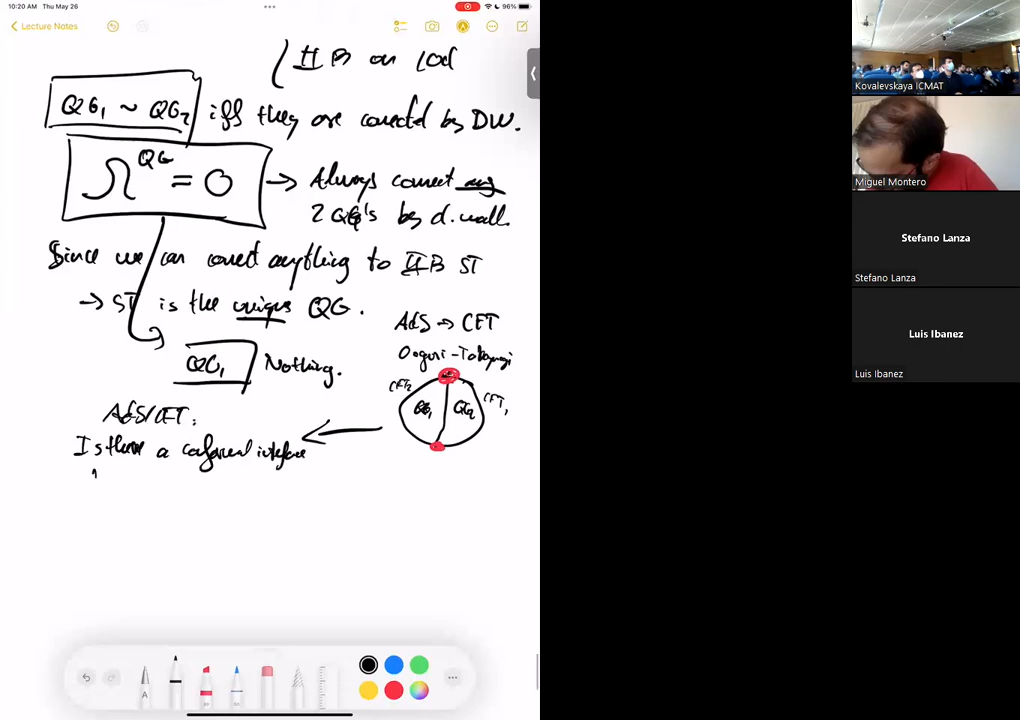 10:20 AM Thu May 26
96%
Lecture Notes
IIB on
QG₁ ~ QG₂ iff they are connected by DW.
Ω^QG = 0 → Always connect any
2 QG's by d. wall.
Since we can connect anything to IIB ST
→ ST is the unique QG.
AdS → CFT
Ooguri-Takayanagi
QG₁ Nothing.
CFT₂ QG₁ QG₂ CFT₁
AdS/CFT:
Is there a conformal interface
A
Kovalevskaya ICMAT
Miguel Montero
Stefano Lanza
Stefano Lanza
Luis Ibanez
Luis Ibanez